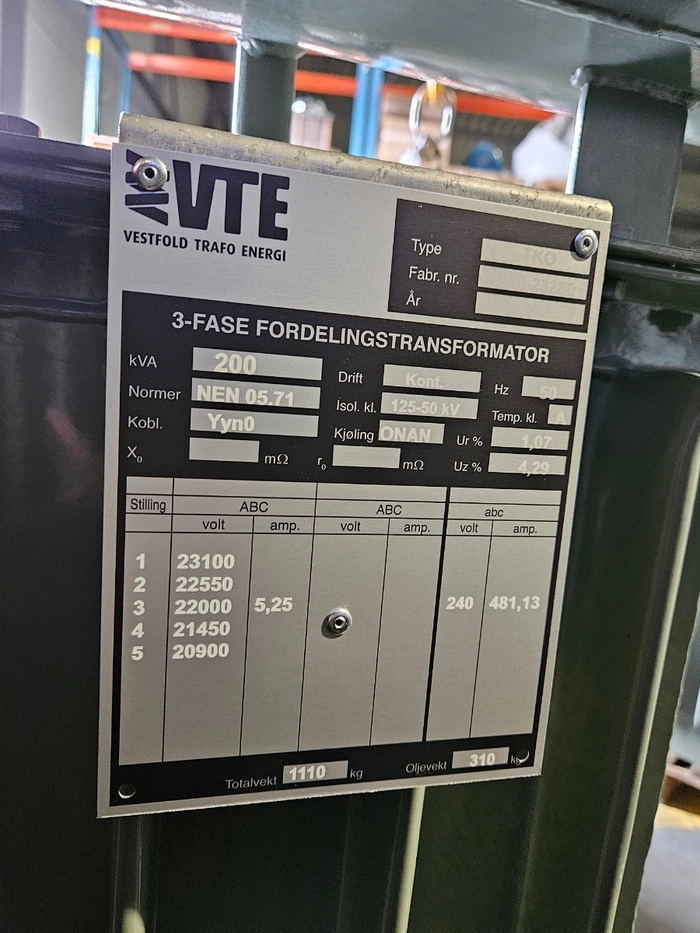 VTE
VESTFOLD TRAFO ENERGI
Type TKO
Fabr. nr.
År
3-FASE FORDELINGSTRANSFORMATOR
kVA 200 Drift Kont. Hz 50
Normer NEN 05.71 Isol. kl. 125-50 kV Temp. kl. A
Kobl. Yyn0 Kjøling ONAN Ur % 1,07
X₀ mΩ r₀ mΩ Uz % 4,29
Stilling ABC ABC abc
volt amp. volt amp. volt amp.
1 23100
2 22550
3 22000 5,25 240 481,13
4 21450
5 20900
Totalvekt 1110 kg Oljevekt 310 kg